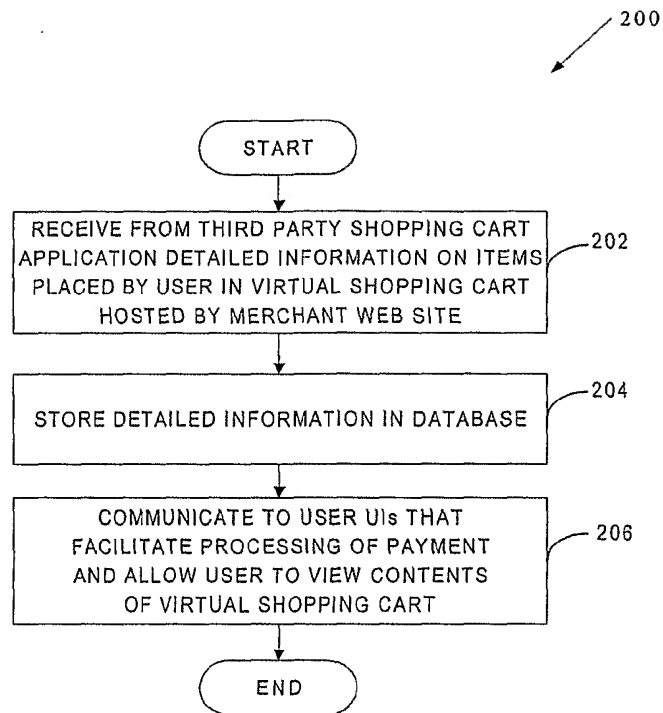 200
START
RECEIVE FROM THIRD PARTY SHOPPING CART
APPLICATION DETAILED INFORMATION ON ITEMS
PLACED BY USER IN VIRTUAL SHOPPING CART
HOSTED BY MERCHANT WEB SITE
202
STORE DETAILED INFORMATION IN DATABASE
204
COMMUNICATE TO USER UIs THAT
FACILITATE PROCESSING OF PAYMENT
AND ALLOW USER TO VIEW CONTENTS
OF VIRTUAL SHOPPING CART
206
END